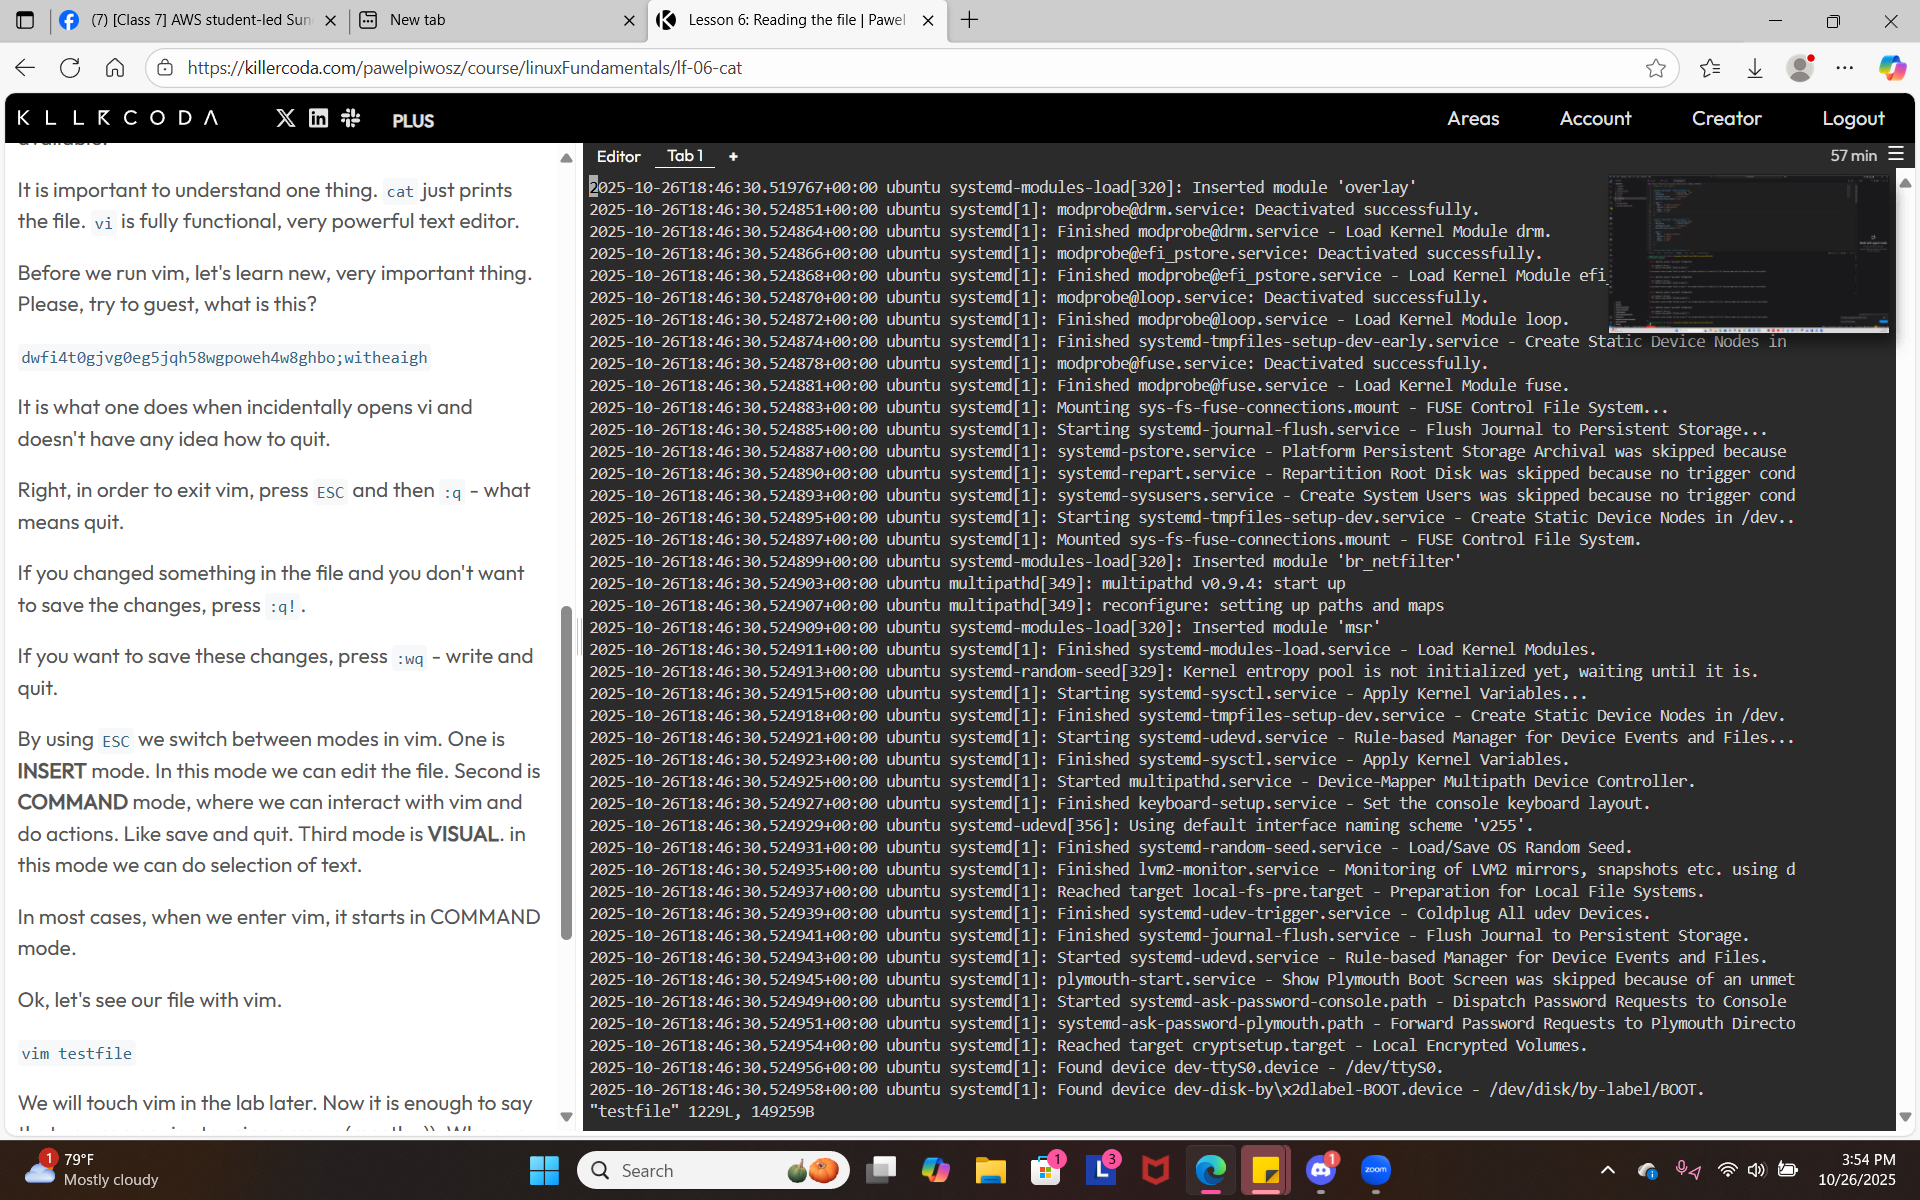 (7) [Class 7] AWS student-led Sun
New tab
Lesson 6: Reading the file | Pawel
https://killercoda.com/pawelpiwosz/course/linuxFundamentals/lf-06-cat
PLUS
Areas
Account
Creator
Logout
available.
It is important to understand one thing. cat just prints
the file. vi is fully functional, very powerful text editor.
Before we run vim, let's learn new, very important thing.
Please, try to guest, what is this?
dwfi4t0gjvg0eg5jqh58wgpoweh4w8ghbo;witheaigh
It is what one does when incidentally opens vi and
doesn't have any idea how to quit.
Right, in order to exit vim, press ESC and then :q - what
means quit.
If you changed something in the file and you don't want
to save the changes, press :q! .
If you want to save these changes, press :wq - write and
quit.
By using ESC we switch between modes in vim. One is
INSERT mode. In this mode we can edit the file. Second is
COMMAND mode, where we can interact with vim and
do actions. Like save and quit. Third mode is VISUAL. in
this mode we can do selection of text.
In most cases, when we enter vim, it starts in COMMAND
mode.
Ok, let's see our file with vim.
vim testfile
We will touch vim in the lab later. Now it is enough to say
Editor
Tab 1
+
57 min
2025-10-26T18:46:30.519767+00:00 ubuntu systemd-modules-load[320]: Inserted module 'overlay'
2025-10-26T18:46:30.524851+00:00 ubuntu systemd[1]: modprobe@drm.service: Deactivated successfully.
2025-10-26T18:46:30.524864+00:00 ubuntu systemd[1]: Finished modprobe@drm.service - Load Kernel Module drm.
2025-10-26T18:46:30.524866+00:00 ubuntu systemd[1]: modprobe@efi_pstore.service: Deactivated successfully.
2025-10-26T18:46:30.524868+00:00 ubuntu systemd[1]: Finished modprobe@efi_pstore.service - Load Kernel Module efi_
2025-10-26T18:46:30.524870+00:00 ubuntu systemd[1]: modprobe@loop.service: Deactivated successfully.
2025-10-26T18:46:30.524872+00:00 ubuntu systemd[1]: Finished modprobe@loop.service - Load Kernel Module loop.
2025-10-26T18:46:30.524874+00:00 ubuntu systemd[1]: Finished systemd-tmpfiles-setup-dev-early.service - Create Static Device Nodes in
2025-10-26T18:46:30.524878+00:00 ubuntu systemd[1]: modprobe@fuse.service: Deactivated successfully.
2025-10-26T18:46:30.524881+00:00 ubuntu systemd[1]: Finished modprobe@fuse.service - Load Kernel Module fuse.
2025-10-26T18:46:30.524883+00:00 ubuntu systemd[1]: Mounting sys-fs-fuse-connections.mount - FUSE Control File System...
2025-10-26T18:46:30.524885+00:00 ubuntu systemd[1]: Starting systemd-journal-flush.service - Flush Journal to Persistent Storage...
2025-10-26T18:46:30.524887+00:00 ubuntu systemd[1]: systemd-pstore.service - Platform Persistent Storage Archival was skipped because
2025-10-26T18:46:30.524890+00:00 ubuntu systemd[1]: systemd-repart.service - Repartition Root Disk was skipped because no trigger cond
2025-10-26T18:46:30.524893+00:00 ubuntu systemd[1]: systemd-sysusers.service - Create System Users was skipped because no trigger cond
2025-10-26T18:46:30.524895+00:00 ubuntu systemd[1]: Starting systemd-tmpfiles-setup-dev.service - Create Static Device Nodes in /dev..
2025-10-26T18:46:30.524897+00:00 ubuntu systemd[1]: Mounted sys-fs-fuse-connections.mount - FUSE Control File System.
2025-10-26T18:46:30.524899+00:00 ubuntu systemd-modules-load[320]: Inserted module 'br_netfilter'
2025-10-26T18:46:30.524903+00:00 ubuntu multipathd[349]: multipathd v0.9.4: start up
2025-10-26T18:46:30.524907+00:00 ubuntu multipathd[349]: reconfigure: setting up paths and maps
2025-10-26T18:46:30.524909+00:00 ubuntu systemd-modules-load[320]: Inserted module 'msr'
2025-10-26T18:46:30.524911+00:00 ubuntu systemd[1]: Finished systemd-modules-load.service - Load Kernel Modules.
2025-10-26T18:46:30.524913+00:00 ubuntu systemd-random-seed[329]: Kernel entropy pool is not initialized yet, waiting until it is.
2025-10-26T18:46:30.524915+00:00 ubuntu systemd[1]: Starting systemd-sysctl.service - Apply Kernel Variables...
2025-10-26T18:46:30.524918+00:00 ubuntu systemd[1]: Finished systemd-tmpfiles-setup-dev.service - Create Static Device Nodes in /dev.
2025-10-26T18:46:30.524921+00:00 ubuntu systemd[1]: Starting systemd-udevd.service - Rule-based Manager for Device Events and Files...
2025-10-26T18:46:30.524923+00:00 ubuntu systemd[1]: Finished systemd-sysctl.service - Apply Kernel Variables.
2025-10-26T18:46:30.524925+00:00 ubuntu systemd[1]: Started multipathd.service - Device-Mapper Multipath Device Controller.
2025-10-26T18:46:30.524927+00:00 ubuntu systemd[1]: Finished keyboard-setup.service - Set the console keyboard layout.
2025-10-26T18:46:30.524929+00:00 ubuntu systemd-udevd[356]: Using default interface naming scheme 'v255'.
2025-10-26T18:46:30.524931+00:00 ubuntu systemd[1]: Finished systemd-random-seed.service - Load/Save OS Random Seed.
2025-10-26T18:46:30.524935+00:00 ubuntu systemd[1]: Finished lvm2-monitor.service - Monitoring of LVM2 mirrors, snapshots etc. using d
2025-10-26T18:46:30.524937+00:00 ubuntu systemd[1]: Reached target local-fs-pre.target - Preparation for Local File Systems.
2025-10-26T18:46:30.524939+00:00 ubuntu systemd[1]: Finished systemd-udev-trigger.service - Coldplug All udev Devices.
2025-10-26T18:46:30.524941+00:00 ubuntu systemd[1]: Finished systemd-journal-flush.service - Flush Journal to Persistent Storage.
2025-10-26T18:46:30.524943+00:00 ubuntu systemd[1]: Started systemd-udevd.service - Rule-based Manager for Device Events and Files.
2025-10-26T18:46:30.524945+00:00 ubuntu systemd[1]: plymouth-start.service - Show Plymouth Boot Screen was skipped because of an unmet
2025-10-26T18:46:30.524949+00:00 ubuntu systemd[1]: Started systemd-ask-password-console.path - Dispatch Password Requests to Console
2025-10-26T18:46:30.524951+00:00 ubuntu systemd[1]: systemd-ask-password-plymouth.path - Forward Password Requests to Plymouth Directo
2025-10-26T18:46:30.524954+00:00 ubuntu systemd[1]: Reached target cryptsetup.target - Local Encrypted Volumes.
2025-10-26T18:46:30.524956+00:00 ubuntu systemd[1]: Found device dev-ttyS0.device - /dev/ttyS0.
2025-10-26T18:46:30.524958+00:00 ubuntu systemd[1]: Found device dev-disk-by\x2dlabel-BOOT.device - /dev/disk/by-label/BOOT.
"testfile" 1229L, 149259B
1
79°F
Mostly cloudy
Search
1
L
3
1
zoom
3:54 PM
10/26/2025